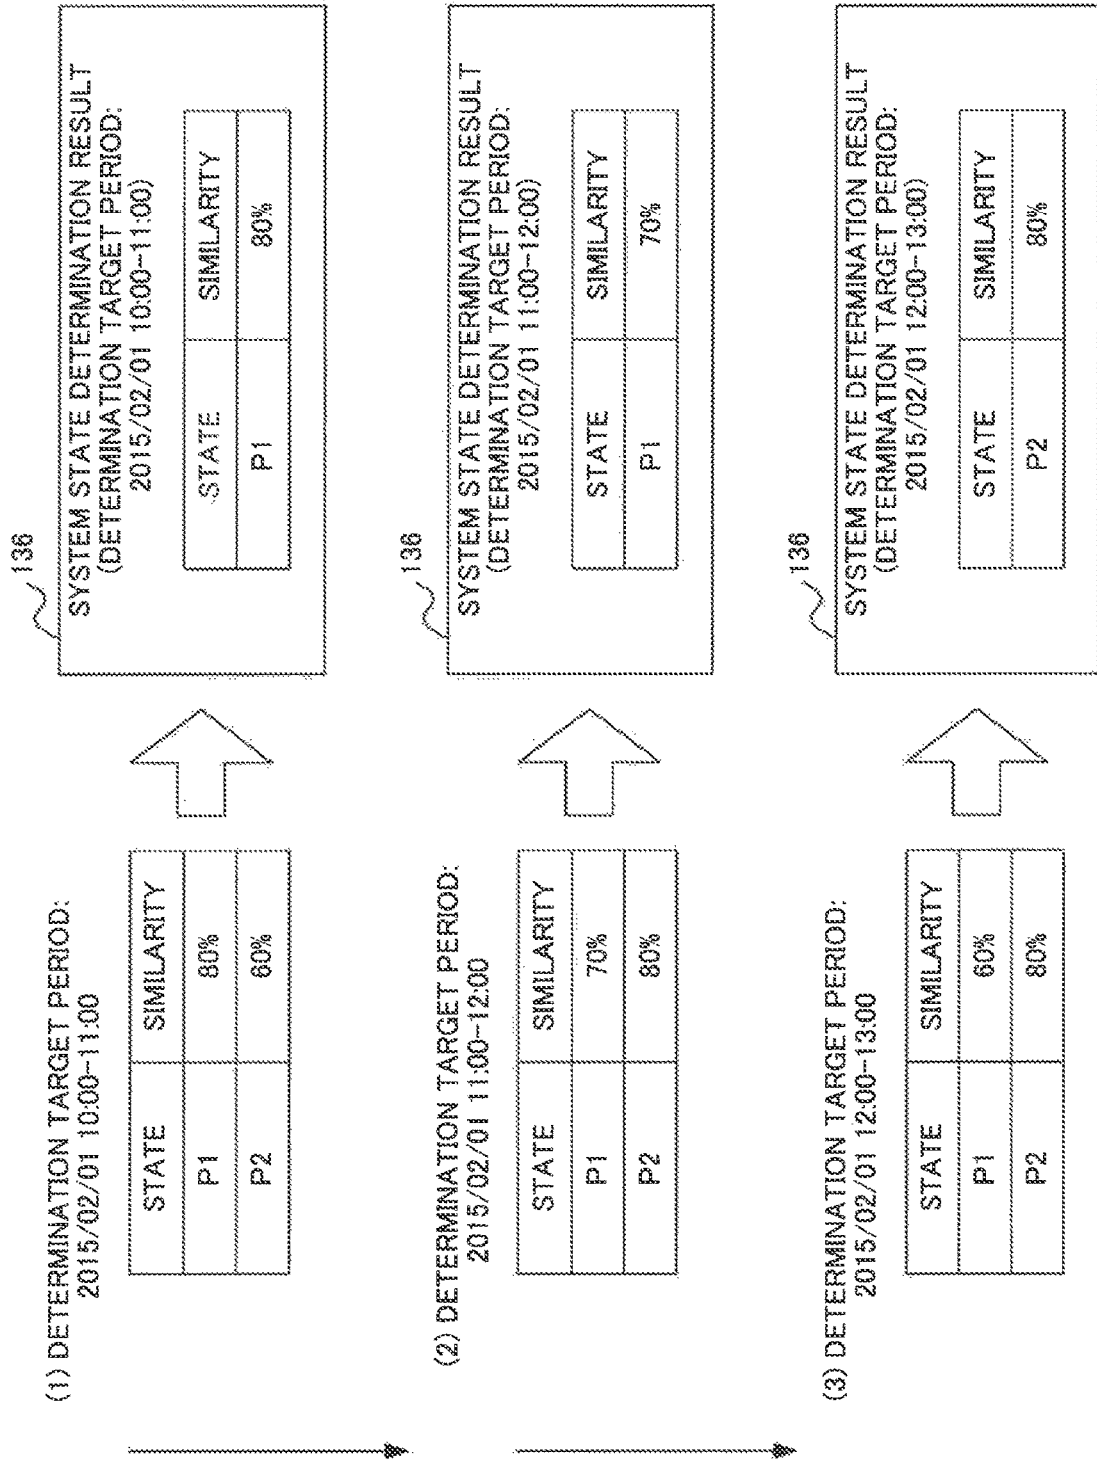 (1) DETERMINATION TARGET PERIOD:
2015/02/01 10:00-11:00
STATE SIMILARITY
P1 80%
P2 60%
136
SYSTEM STATE DETERMINATION RESULT
(DETERMINATION TARGET PERIOD:
2015/02/01 10:00-11:00)
STATE SIMILARITY
P1 80%
(2) DETERMINATION TARGET PERIOD:
2015/02/01 11:00-12:00
STATE SIMILARITY
P1 70%
P2 80%
136
SYSTEM STATE DETERMINATION RESULT
(DETERMINATION TARGET PERIOD:
2015/02/01 11:00-12:00)
STATE SIMILARITY
P1 70%
(3) DETERMINATION TARGET PERIOD:
2015/02/01 12:00-13:00
STATE SIMILARITY
P1 60%
P2 80%
136
SYSTEM STATE DETERMINATION RESULT
(DETERMINATION TARGET PERIOD:
2015/02/01 12:00-13:00)
STATE SIMILARITY
P2 80%